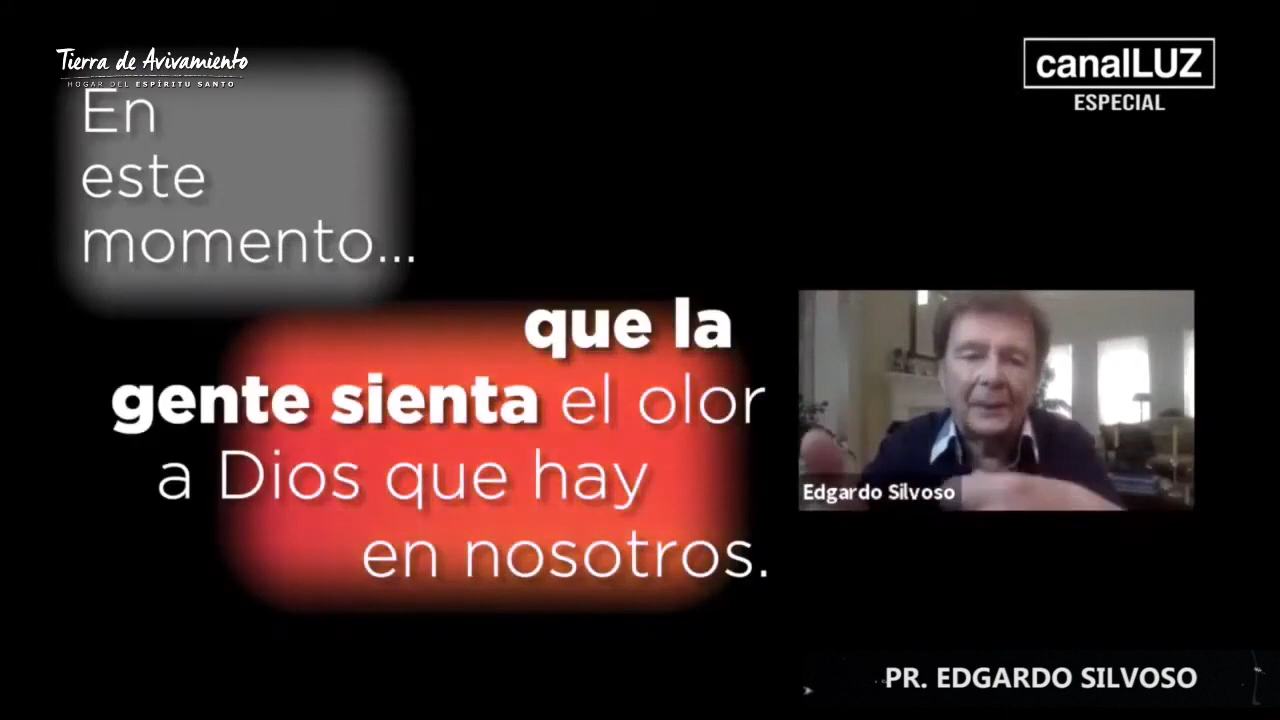 Tierra de Avivamiento
HOGAR DEL ESPÍRITU SANTO
canalLUZ
ESPECIAL
En
este
momento...
que la
gente sienta el olor
a Dios que hay
en nosotros.
Edgardo Silvoso
PR. EDGARDO SILVOSO